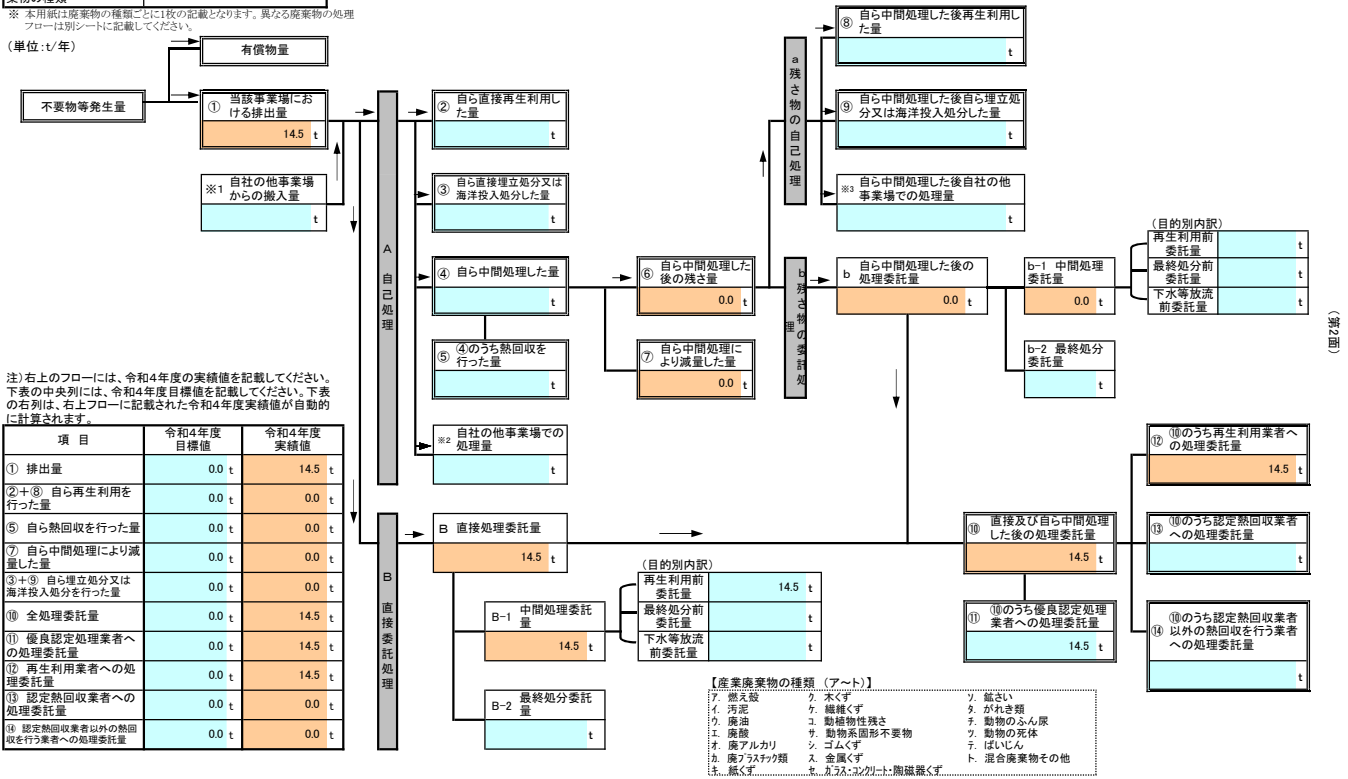 棄物の種類
※ 本用紙は廃棄物の種類ごとに1枚の記載となります。異なる廃棄物の処理
フローは別シートに記載してください。
(単位:t/年)
有償物量
不要物等発生量
① 当該事業場にお
ける排出量
14.5 t
※1 自社の他事業場
からの搬入量
t
A 自己処理
② 自ら直接再生利用し
た量
t
③ 自ら直接埋立処分又は
海洋投入処分した量
t
④ 自ら中間処理した量
t
⑤ ④のうち熱回収を
行った量
t
※2 自社の他事業場での
処理量
t
⑥ 自ら中間処理した
後の残さ量
0.0 t
⑦ 自ら中間処理によ
り減量した量
0.0 t
a 残さ物の自己処理
⑧ 自ら中間処理した後再生利用し
た量
t
⑨ 自ら中間処理した後自ら埋立処
分又は海洋投入処分した量
t
※3 自ら中間処理した後自社の他
事業場での処理量
t
b 残さ物の委託処理
b 自ら中間処理した後の
処理委託量
0.0 t
b-1 中間処理
委託量
0.0 t
b-2 最終処分
委託量
t
(目的別内訳)
再生利用前
委託量 t
最終処分前
委託量 t
下水等放流
前委託量 t
(第2面)
注)右上のフローには、令和4年度の実績値を記載してください。
下表の中央列には、令和4年度目標値を記載してください。下表
の右列は、右上フローに記載された令和4年度実績値が自動的
に計算されます。
項 目 令和4年度
目標値 令和4年度
実績値
① 排出量 0.0 t 14.5 t
②+⑧ 自ら再生利用を
行った量 0.0 t 0.0 t
⑤ 自ら熱回収を行った量 0.0 t 0.0 t
⑦ 自ら中間処理により減
量した量 0.0 t 0.0 t
③+⑨ 自ら埋立処分又は
海洋投入処分を行った量 0.0 t 0.0 t
⑩ 全処理委託量 0.0 t 14.5 t
⑪ 優良認定処理業者へ
の処理委託量 0.0 t 14.5 t
⑫ 再生利用業者への処
理委託量 0.0 t 14.5 t
⑬ 認定熱回収業者への
処理委託量 0.0 t 0.0 t
⑭ 認定熱回収業者以外の熱回
収を行う業者への処理委託量 0.0 t 0.0 t
B 直接委託処理
B 直接処理委託量
14.5 t
B-1 中間処理委託
量
14.5 t
B-2 最終処分委託
量
t
(目的別内訳)
再生利用前
委託量 14.5 t
最終処分前
委託量 t
下水等放流
前委託量 t
⑩ 直接及び自ら中間処理
した後の処理委託量
14.5 t
⑪ ⑩のうち優良認定処理
業者への処理委託量
14.5 t
⑫ ⑩のうち再生利用業者へ
の処理委託量
14.5 t
⑬ ⑩のうち認定熱回収業者
への処理委託量
t
⑭ ⑩のうち認定熱回収業者
以外の熱回収を行う業者
への処理委託量
t
【産業廃棄物の種類 (ア~ト)】
ア. 燃え殻 ク. 木くず ソ. 鉱さい
イ. 汚泥 ケ. 繊維くず タ. がれき類
ウ. 廃油 コ. 動植物性残さ チ. 動物のふん尿
エ. 廃酸 サ. 動物系固形不要物 ツ. 動物の死体
オ. 廃アルカリ シ. ゴムくず テ. ばいじん
カ. 廃プラスチック類 ス. 金属くず ト. 混合廃棄物その他
キ. 紙くず セ. ガラス・コンクリート・陶磁器くず